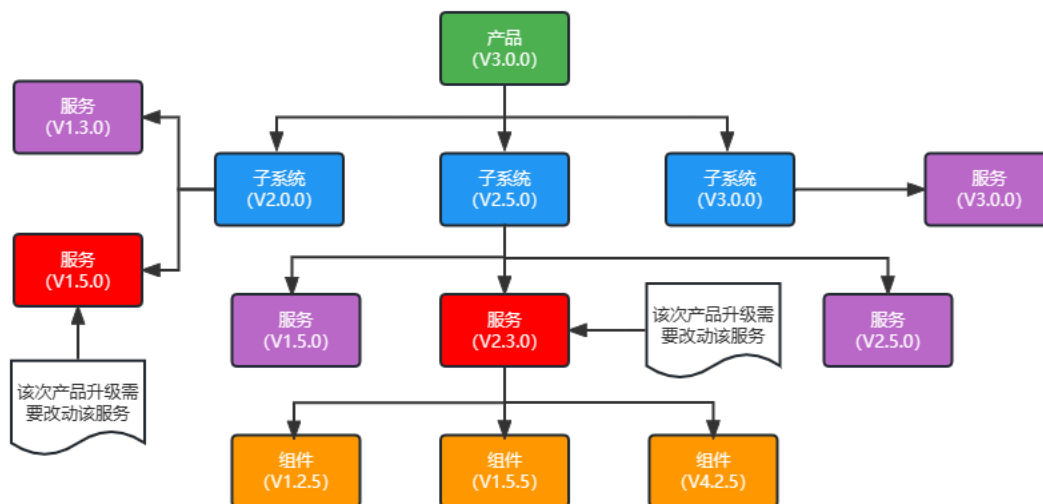 产品
(V3.0.0)
服务
(V1.3.0)
子系统
(V2.0.0)
子系统
(V2.5.0)
子系统
(V3.0.0)
服务
(V3.0.0)
服务
(V1.5.0)
服务
(V1.5.0)
服务
(V2.3.0)
该次产品升级需
要改动该服务
服务
(V2.5.0)
该次产品升级需
要改动该服务
组件
(V1.2.5)
组件
(V1.5.5)
组件
(V4.2.5)